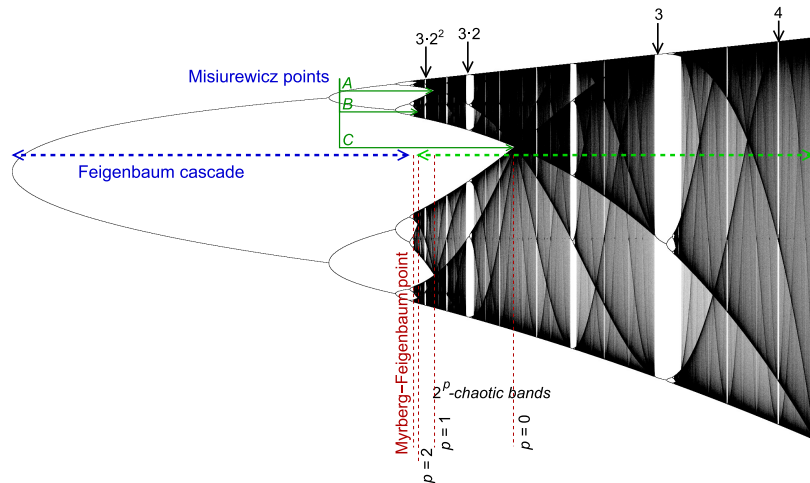 3 4
3·2² 3·2
Misiurewicz points A
B
C
Feigenbaum cascade
Myrberg−Feigenbaum point
2ᵖ-chaotic bands
p = 2
p = 1
p = 0